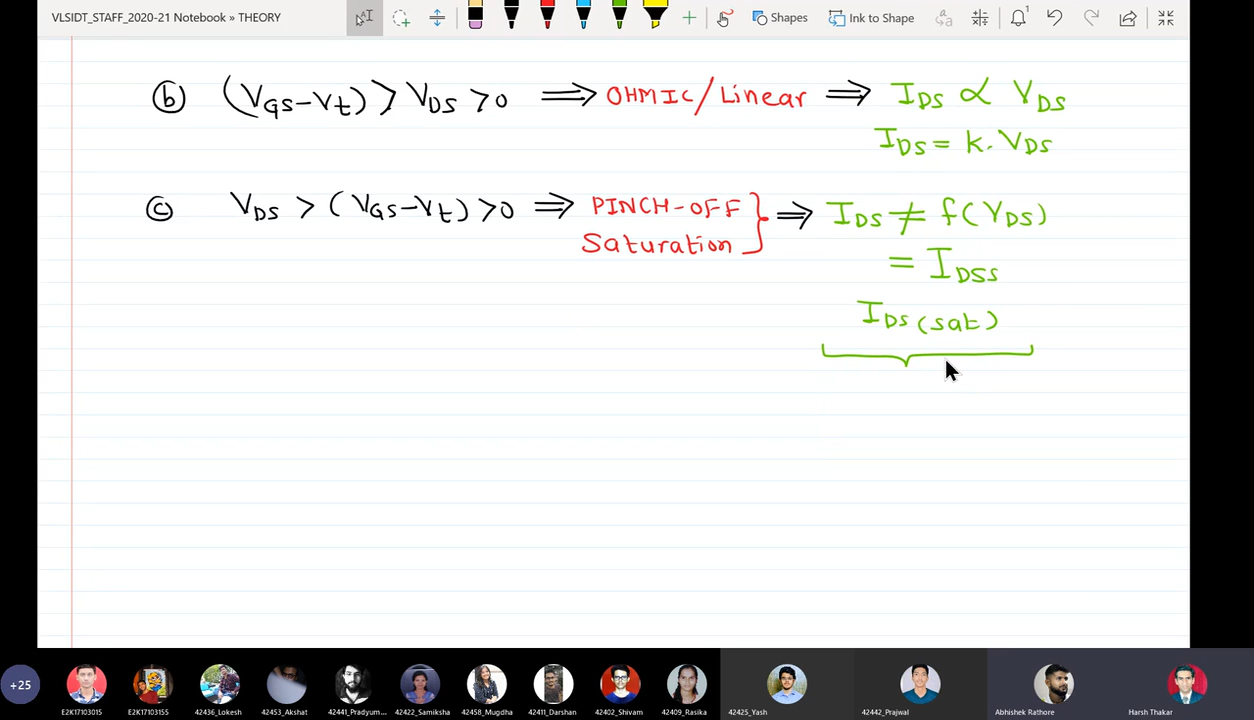 VLSIDT_STAFF_2020-21 Notebook » THEORY
Shapes
Ink to Shape
(b) (VGS-Vt) > VDS >0 ⟹ OHMIC/Linear ⟹ IDS ∝ VDS
IDS = k. VDS
(c) VDS > (VGS-Vt) >0 ⟹ PINCH-OFF Saturation } ⟹ IDS ≠ f(VDS)
= IDSS
IDS (sat)
+25
E2K17103015
E2K17103155
42436_Lokesh
42453_Akshat
42441_Pradyum...
42422_Samiksha
42458_Mugdha
42411_Darshan
42402_Shivam
42409_Rasika
42425_Yash
42442_Prajwal
Abhishek Rathore
Harsh Thakar